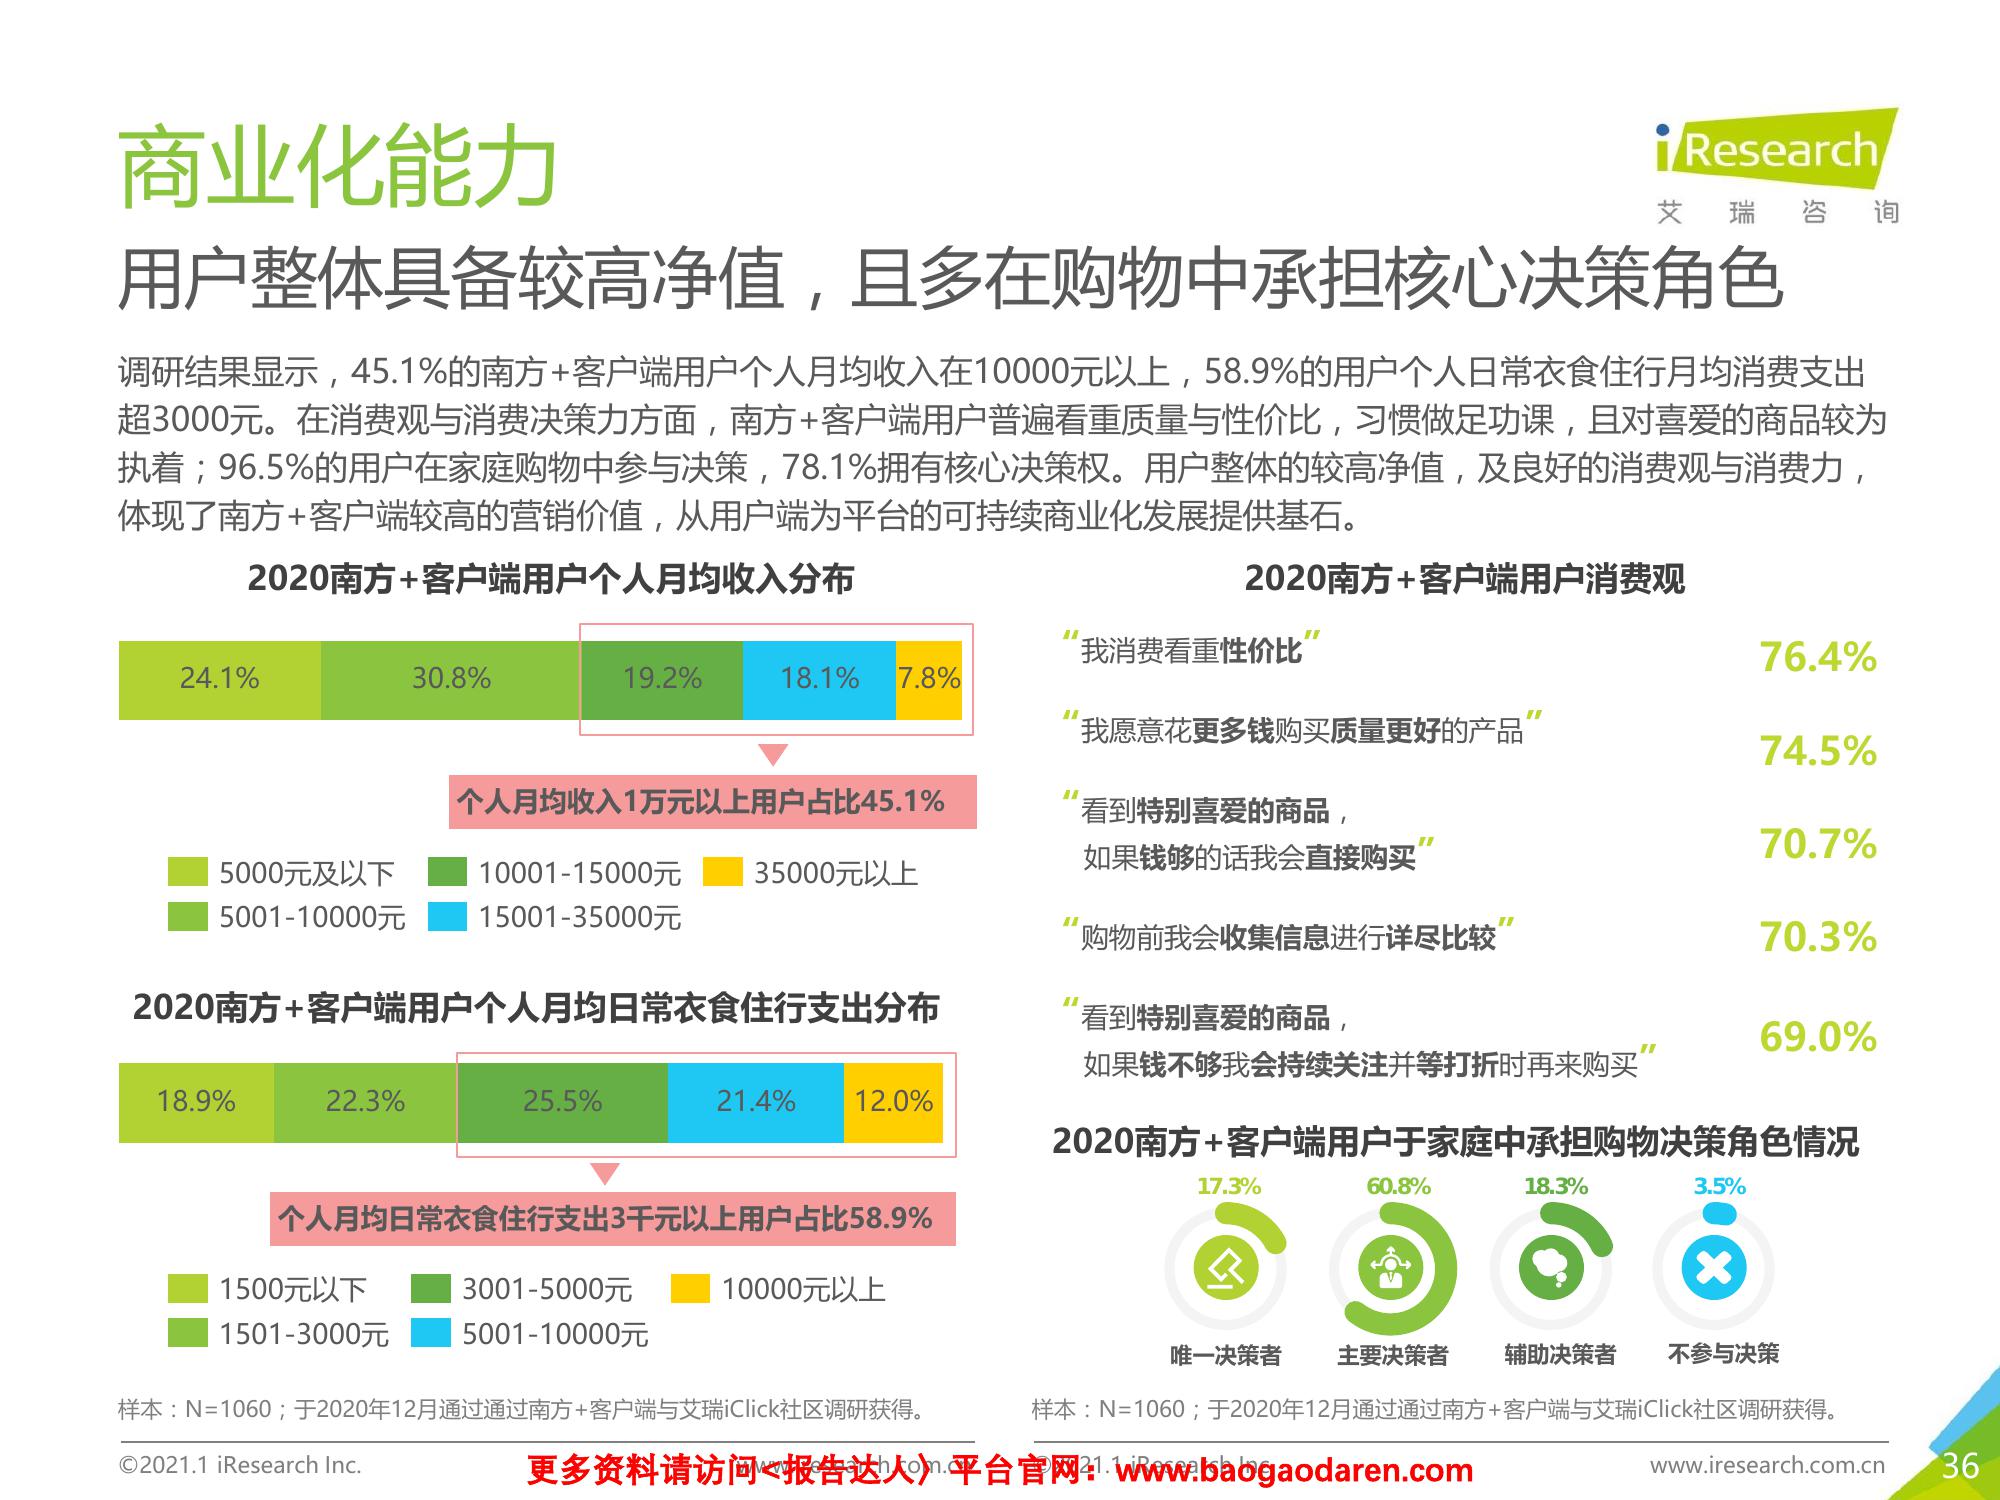 商业化能力
iResearch
艾瑞咨询
用户整体具备较高净值，且多在购物中承担核心决策角色
调研结果显示，45.1%的南方+客户端用户个人月均收入在10000元以上，58.9%的用户个人日常衣食住行月均消费支出
超3000元。在消费观与消费决策力方面，南方+客户端用户普遍看重质量与性价比，习惯做足功课，且对喜爱的商品较为
执着；96.5%的用户在家庭购物中参与决策，78.1%拥有核心决策权。用户整体的较高净值，及良好的消费观与消费力，
体现了南方+客户端较高的营销价值，从用户端为平台的可持续商业化发展提供基石。
2020南方+客户端用户个人月均收入分布
24.1% 30.8% 19.2% 18.1% 7.8%
个人月均收入1万元以上用户占比45.1%
5000元及以下 10001-15000元 35000元以上
5001-10000元 15001-35000元
2020南方+客户端用户个人月均日常衣食住行支出分布
18.9% 22.3% 25.5% 21.4% 12.0%
个人月均日常衣食住行支出3千元以上用户占比58.9%
1500元以下 3001-5000元 10000元以上
1501-3000元 5001-10000元
样本：N=1060；于2020年12月通过通过南方+客户端与艾瑞iClick社区调研获得。
2020南方+客户端用户消费观
“我消费看重性价比” 76.4%
“我愿意花更多钱购买质量更好的产品” 74.5%
“看到特别喜爱的商品，
如果钱够的话我会直接购买” 70.7%
“购物前我会收集信息进行详尽比较” 70.3%
“看到特别喜爱的商品，
如果钱不够我会持续关注并等打折时再来购买” 69.0%
2020南方+客户端用户于家庭中承担购物决策角色情况
17.3% 60.8% 18.3% 3.5%
唯一决策者 主要决策者 辅助决策者 不参与决策
样本：N=1060；于2020年12月通过通过南方+客户端与艾瑞iClick社区调研获得。
©2021.1 iResearch Inc. www.iresearch.com.cn
©2021.1 iResearch Inc. www.iresearch.com.cn
更多资料请访问<报告达人>平台官网：www.baogaodaren.com
36